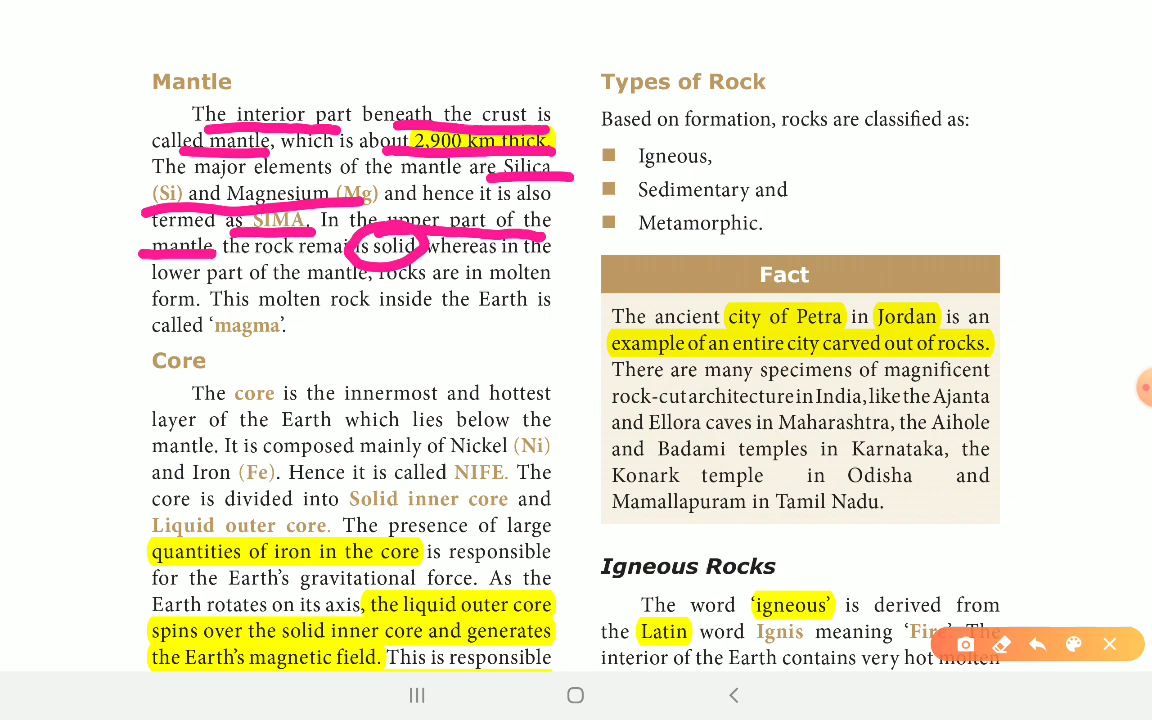 Mantle
The interior part beneath the crust is
called mantle, which is about 2,900 km thick.
The major elements of the mantle are Silica
(Si) and Magnesium (Mg) and hence it is also
termed as SIMA. In the upper part of the
mantle, the rock remains solid, whereas in the
lower part of the mantle, rocks are in molten
form. This molten rock inside the Earth is
called ‘magma’.
Core
The core is the innermost and hottest
layer of the Earth which lies below the
mantle. It is composed mainly of Nickel (Ni)
and Iron (Fe). Hence it is called NIFE. The
core is divided into Solid inner core and
Liquid outer core. The presence of large
quantities of iron in the core is responsible
for the Earth’s gravitational force. As the
Earth rotates on its axis, the liquid outer core
spins over the solid inner core and generates
the Earth’s magnetic field. This is responsible
Types of Rock
Based on formation, rocks are classified as:
Igneous,
Sedimentary and
Metamorphic.
Fact
The ancient city of Petra in Jordan is an
example of an entire city carved out of rocks.
There are many specimens of magnificent
rock-cut architecture in India, like the Ajanta
and Ellora caves in Maharashtra, the Aihole
and Badami temples in Karnataka, the
Konark temple in Odisha and
Mamallapuram in Tamil Nadu.
Igneous Rocks
The word ‘igneous’ is derived from
the Latin word Ignis meaning ‘Fire’. The
interior of the Earth contains very hot molten